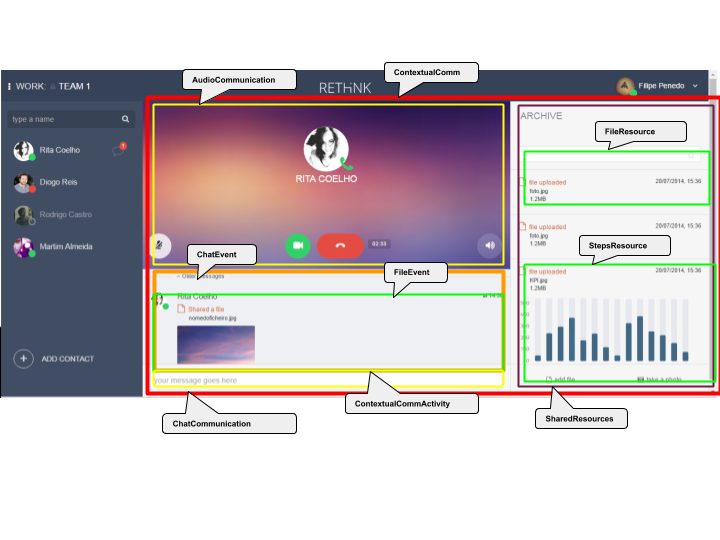 AudioCommunication
ContextualComm
WORK: TEAM 1
RETHiNK
Filipe Penedo
type a name
Rita Coelho
1
Diogo Reis
Rodrigo Castro
Martim Almeida
ADD CONTACT
RITA COELHO
02:03
ARCHIVE
FileResource
file uploaded
20/07/2014, 15:36
foto.jpg
1.2MB
file uploaded
20/07/2014, 15:36
foto.jpg
1.2MB
StepsResource
file uploaded
20/07/2014, 15:36
KPI.jpg
1.2MB
add file
take a photo
ChatEvent
FileEvent
Older messages
Rita Coelho
Shared a file
nomedoficheiro.jpg
your message goes here
ContextualCommActivity
ChatCommunication
SharedResources